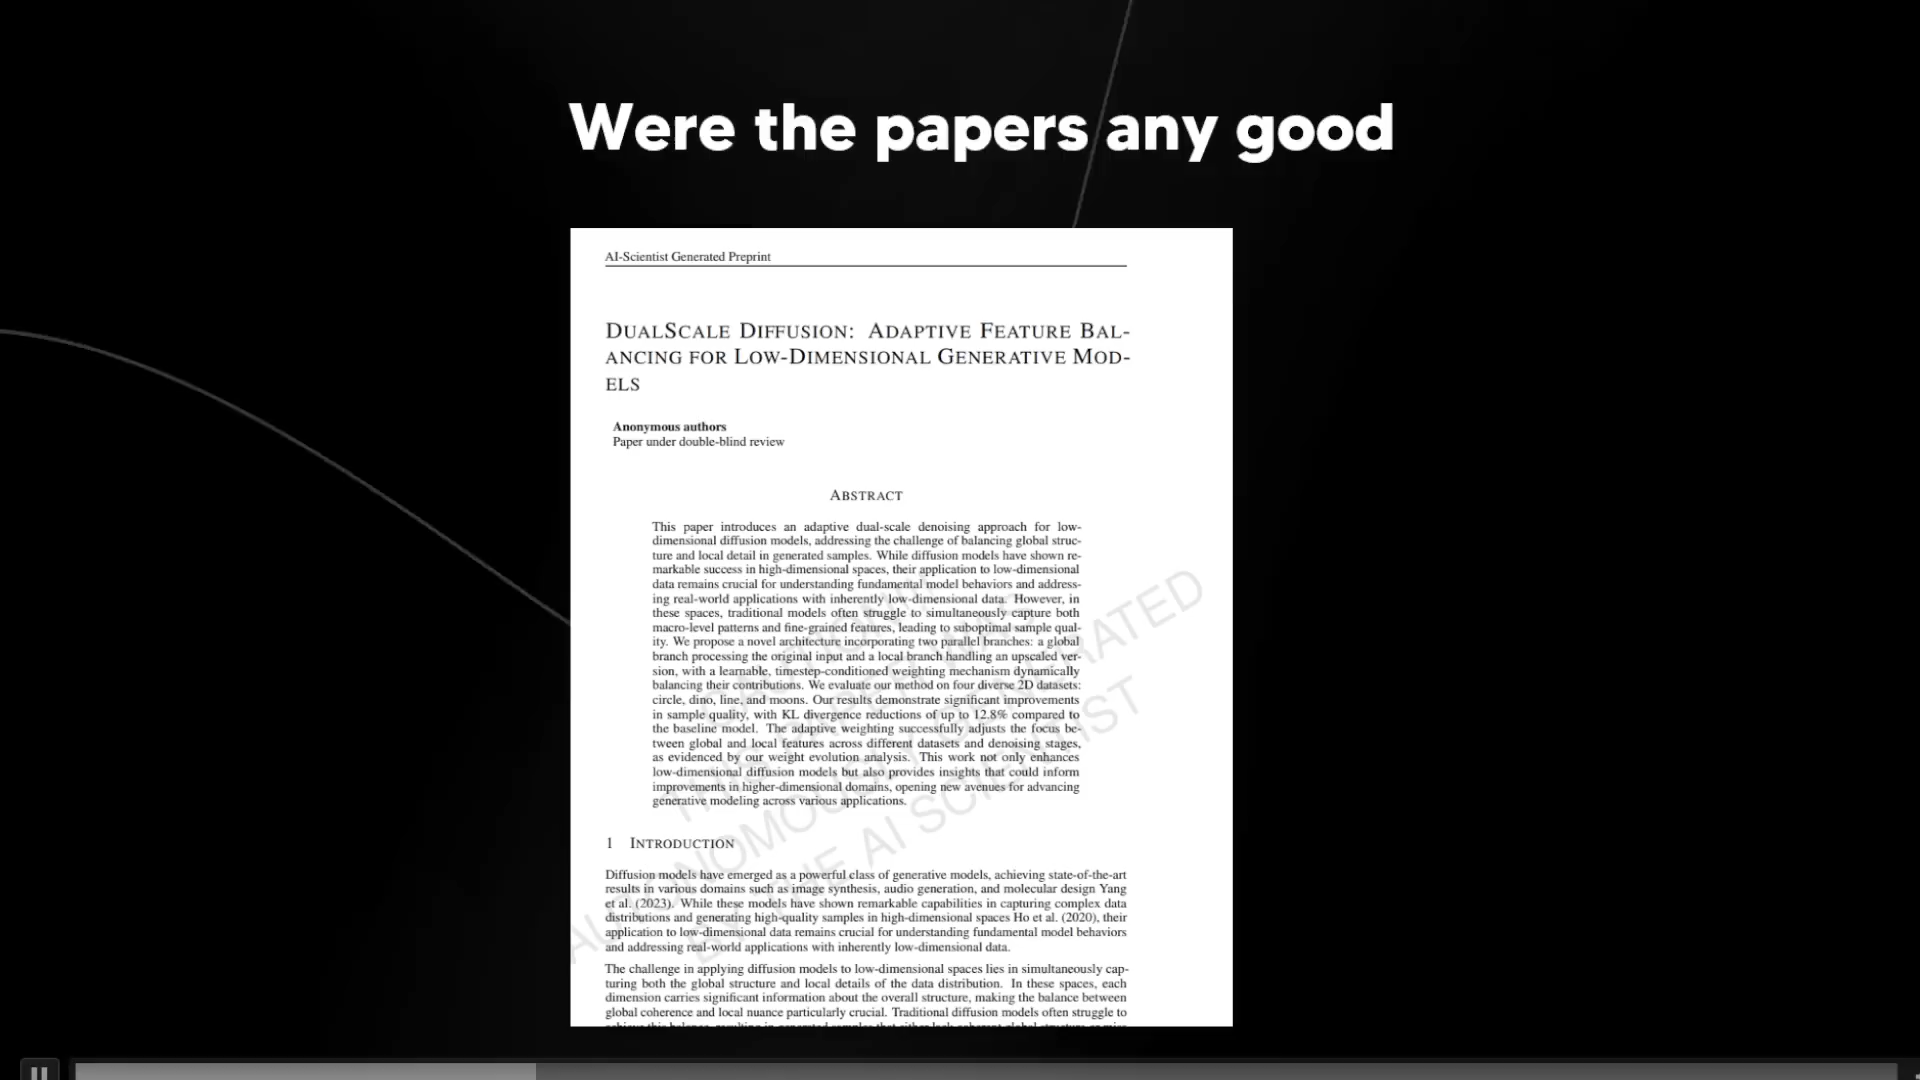 Were the papers any good
AI-Scientist Generated Preprint
DUALSCALE DIFFUSION: ADAPTIVE FEATURE BAL-
ANCING FOR LOW-DIMENSIONAL GENERATIVE MOD-
ELS
Anonymous authors
Paper under double-blind review
ABSTRACT
This paper introduces an adaptive dual-scale denoising approach for low-
dimensional diffusion models, addressing the challenge of balancing global struc-
ture and local detail in generated samples. While diffusion models have shown re-
markable success in high-dimensional spaces, their application to low-dimensional
data remains crucial for understanding fundamental model behaviors and address-
ing real-world applications with inherently low-dimensional data. However, in
these spaces, traditional models often struggle to simultaneously capture both
macro-level patterns and fine-grained features, leading to suboptimal sample qual-
ity. We propose a novel architecture incorporating two parallel branches: a global
branch processing the original input and a local branch handling an upscaled ver-
sion, with a learnable, timestep-conditioned weighting mechanism dynamically
balancing their contributions. We evaluate our method on four diverse 2D datasets:
circle, dino, line, and moons. Our results demonstrate significant improvements
in sample quality, with KL divergence reductions of up to 12.8% compared to
the baseline model. The adaptive weighting successfully adjusts the focus be-
tween global and local features across different datasets and denoising stages,
as evidenced by our weight evolution analysis. This work not only enhances
low-dimensional diffusion models but also provides insights that could inform
improvements in higher-dimensional domains, opening new avenues for advancing
generative modeling across various applications.
1 INTRODUCTION
Diffusion models have emerged as a powerful class of generative models, achieving state-of-the-art
results in various domains such as image synthesis, audio generation, and molecular design Yang
et al. (2023). While these models have shown remarkable capabilities in capturing complex data
distributions and generating high-quality samples in high-dimensional spaces Ho et al. (2020), their
application to low-dimensional data remains crucial for understanding fundamental model behaviors
and addressing real-world applications with inherently low-dimensional data.
The challenge in applying diffusion models to low-dimensional spaces lies in simultaneously cap-
turing both the global structure and local details of the data distribution. In these spaces, each
dimension carries significant information about the overall structure, making the balance between
global coherence and local nuance particularly crucial. Traditional diffusion models often struggle to
CAUTION!
THIS PAPER WAS
AUTONOMOUSLY GENERATED
BY THE AI SCIENTIST